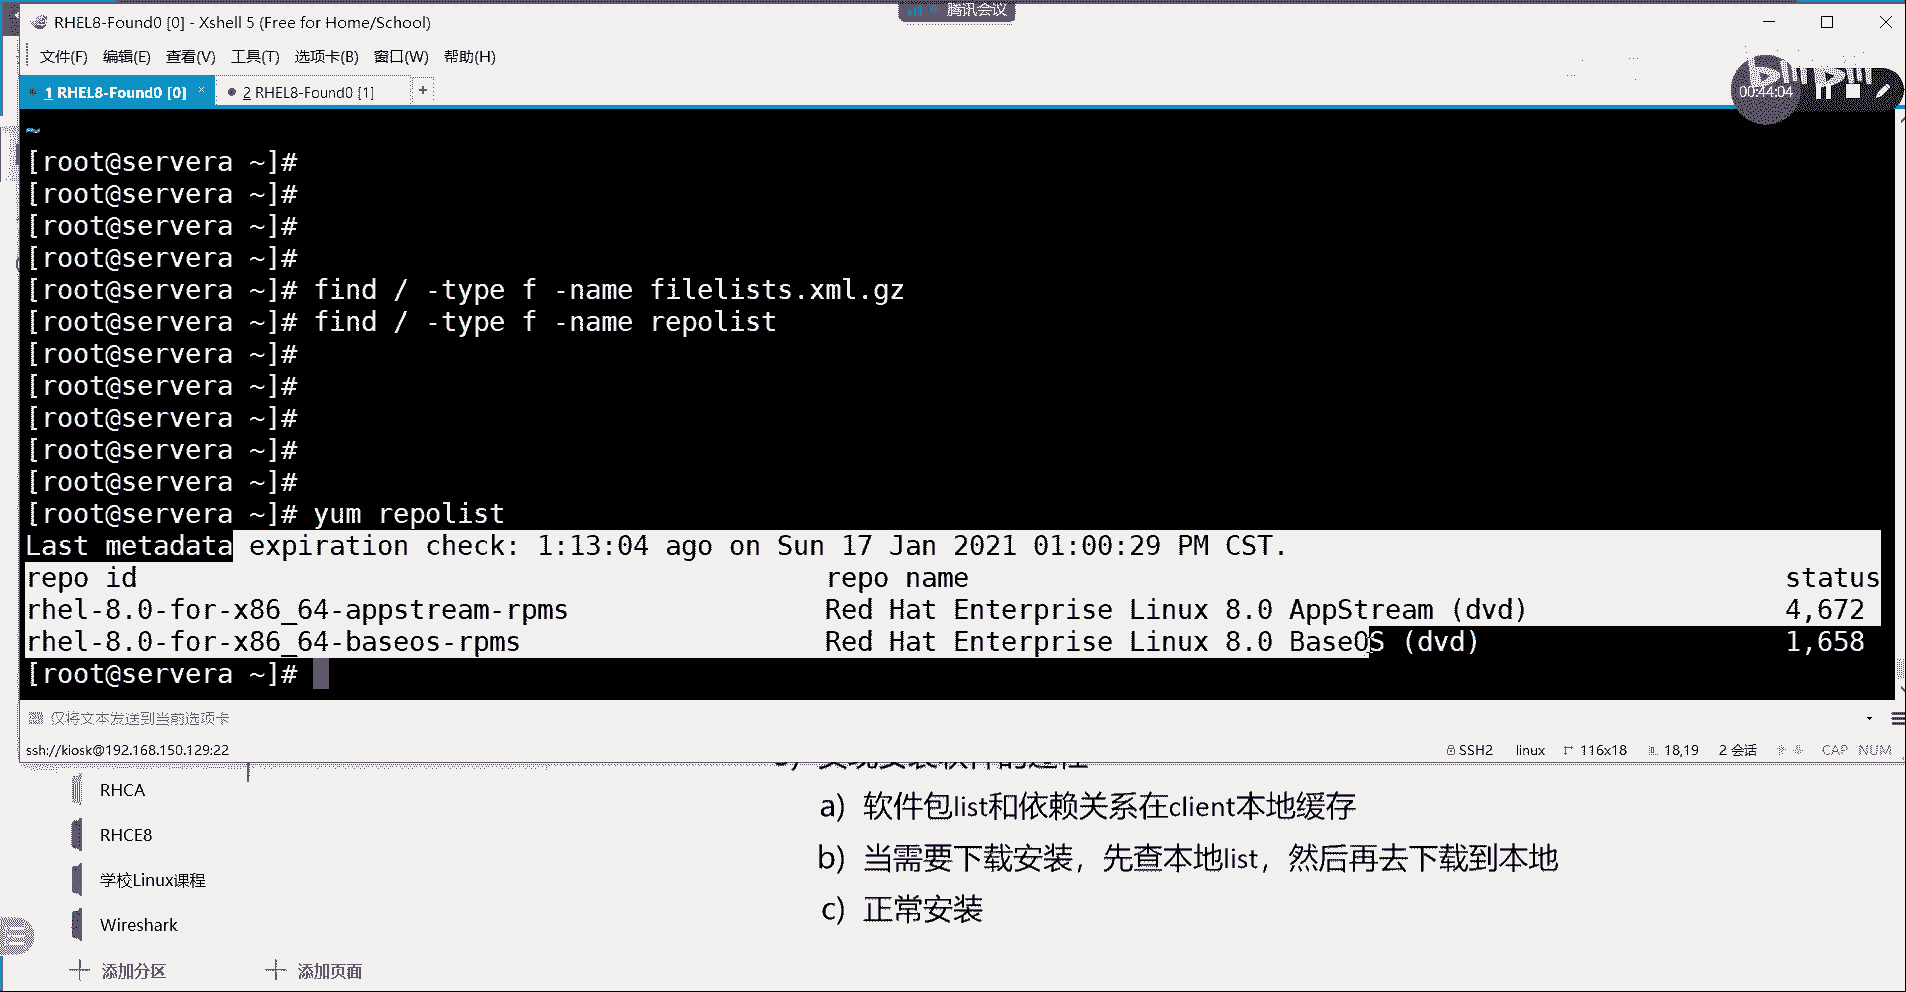 腾讯会议
RHEL8-Found0 [0] - Xshell 5 (Free for Home/School)
文件(F) 编辑(E) 查看(V) 工具(T) 选项卡(B) 窗口(W) 帮助(H)
1 RHEL8-Found0 [0] × 2 RHEL8-Found0 [1] +
bilibili
00:44:04
~
[root@servera ~]#
[root@servera ~]#
[root@servera ~]#
[root@servera ~]#
[root@servera ~]# find / -type f -name filelists.xml.gz
[root@servera ~]# find / -type f -name repolist
[root@servera ~]#
[root@servera ~]#
[root@servera ~]#
[root@servera ~]#
[root@servera ~]#
[root@servera ~]# yum repolist
Last metadata expiration check: 1:13:04 ago on Sun 17 Jan 2021 01:00:29 PM CST.
repo id repo name status
rhel-8.0-for-x86_64-appstream-rpms Red Hat Enterprise Linux 8.0 AppStream (dvd) 4,672
rhel-8.0-for-x86_64-baseos-rpms Red Hat Enterprise Linux 8.0 BaseOS (dvd) 1,658
[root@servera ~]#
仅将文本发送到当前选项卡
ssh://kiosk@192.168.150.129:22 SSH2 linux 116x18 18,19 2 会话 CAP NUM
RHCA
RHCE8
学校Linux课程
Wireshark
添加分区 添加页面
a) 软件包list和依赖关系在client本地缓存
b) 当需要下载安装，先查本地list，然后再去下载到本地
c) 正常安装